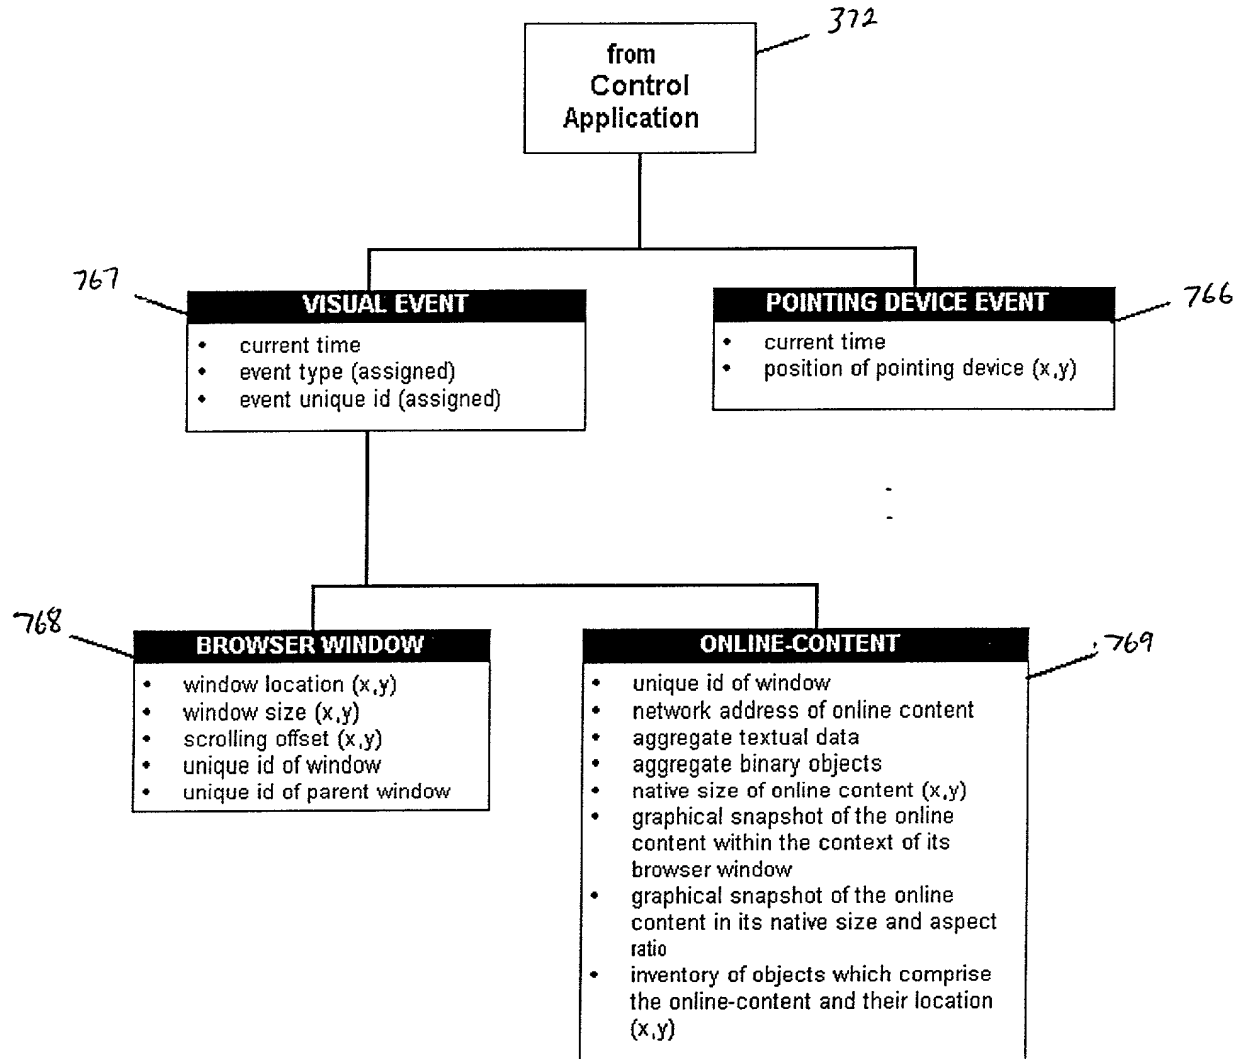 372
from
Control
Application
767
VISUAL EVENT
• current time
• event type (assigned)
• event unique id (assigned)
POINTING DEVICE EVENT
766
• current time
• position of pointing device (x,y)
768
BROWSER WINDOW
• window location (x,y)
• window size (x,y)
• scrolling offset (x,y)
• unique id of window
• unique id of parent window
ONLINE-CONTENT
769
• unique id of window
• network address of online content
• aggregate textual data
• aggregate binary objects
• native size of online content (x,y)
• graphical snapshot of the online
content within the context of its
browser window
• graphical snapshot of the online
content in its native size and aspect
ratio
• inventory of objects which comprise
the online-content and their location
(x,y)